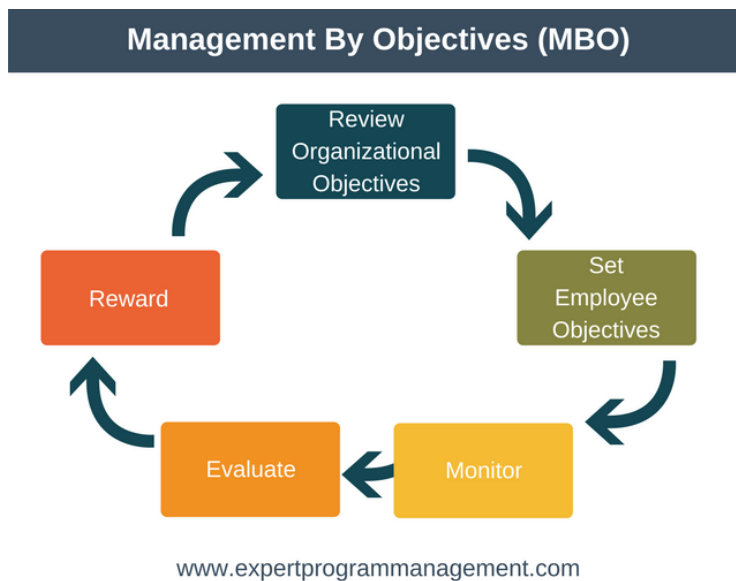 Management By Objectives (MBO)
Review
Organizational
Objectives
Set
Employee
Objectives
Monitor
Evaluate
Reward
www.expertprogrammanagement.com